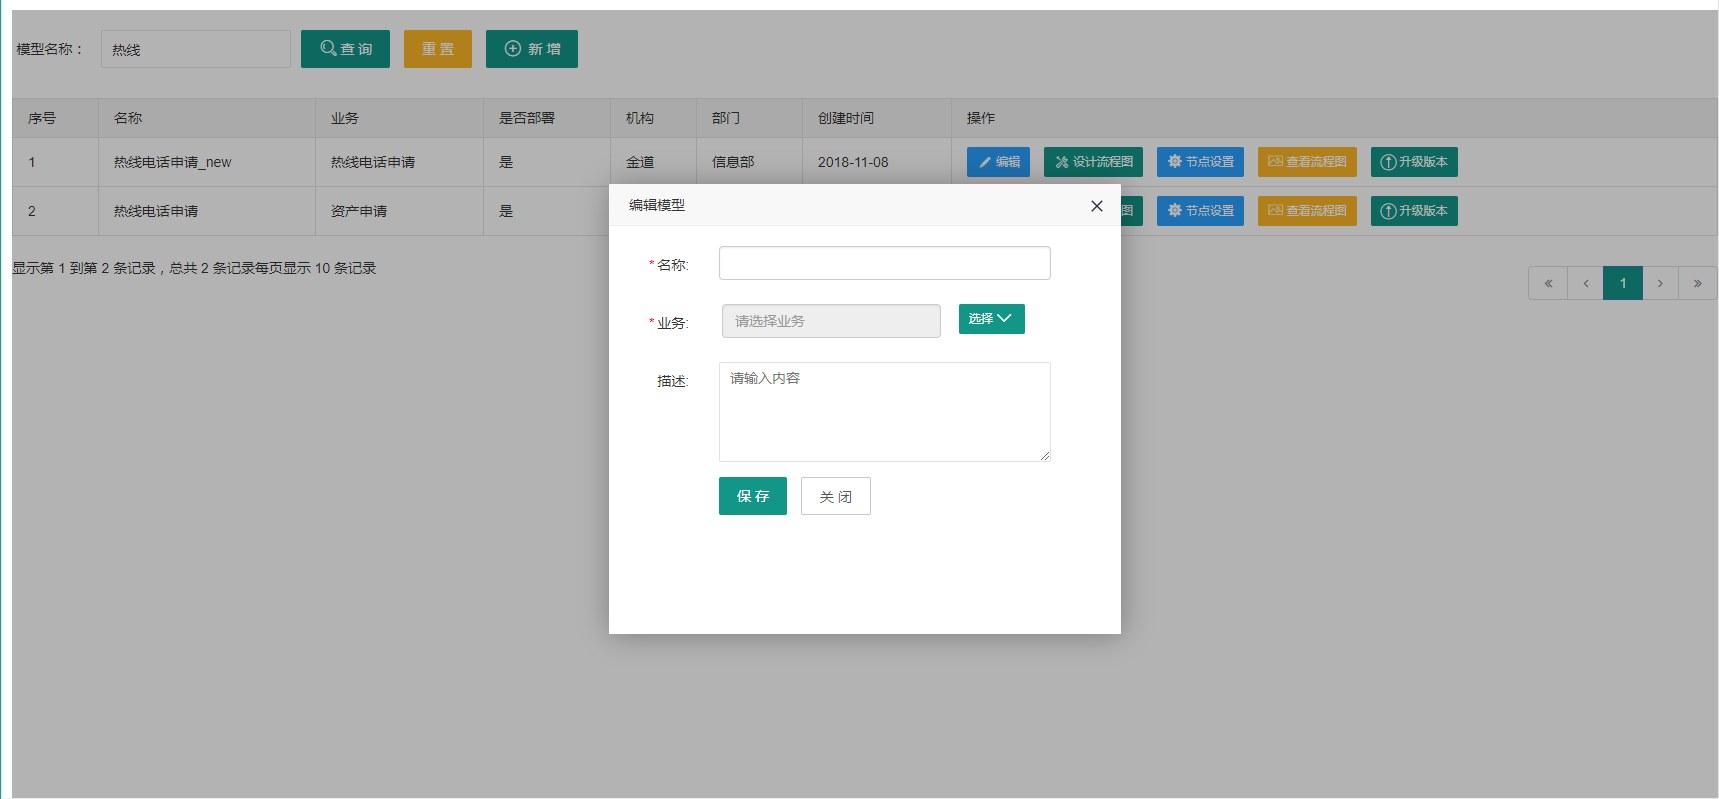 模型名称： 热线 查 询 重 置 新 增
序号 名称 业务 是否部署 机构 部门 创建时间 操作
1 热线电话申请_new 热线电话申请 是 金道 信息部 2018-11-08 编辑 设计流程图 节点设置 查看流程图 升级版本
2 热线电话申请 资产申请 是 图 节点设置 查看流程图 升级版本
显示第 1 到第 2 条记录，总共 2 条记录每页显示 10 条记录
« ‹ 1 › »
编辑模型
*名称:
*业务: 请选择业务 选择
描述: 请输入内容
保 存 关 闭